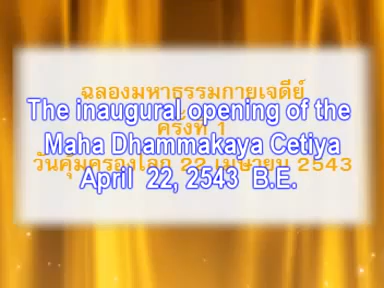 ฉลองมหาธรรมกายเจดีย์
The inaugural opening of the
ครั้งที่ 1
Maha Dhammakaya Cetiya
วันคุ้มครองโลก 22 เมษายน 2543
April 22, 2543 B.E.